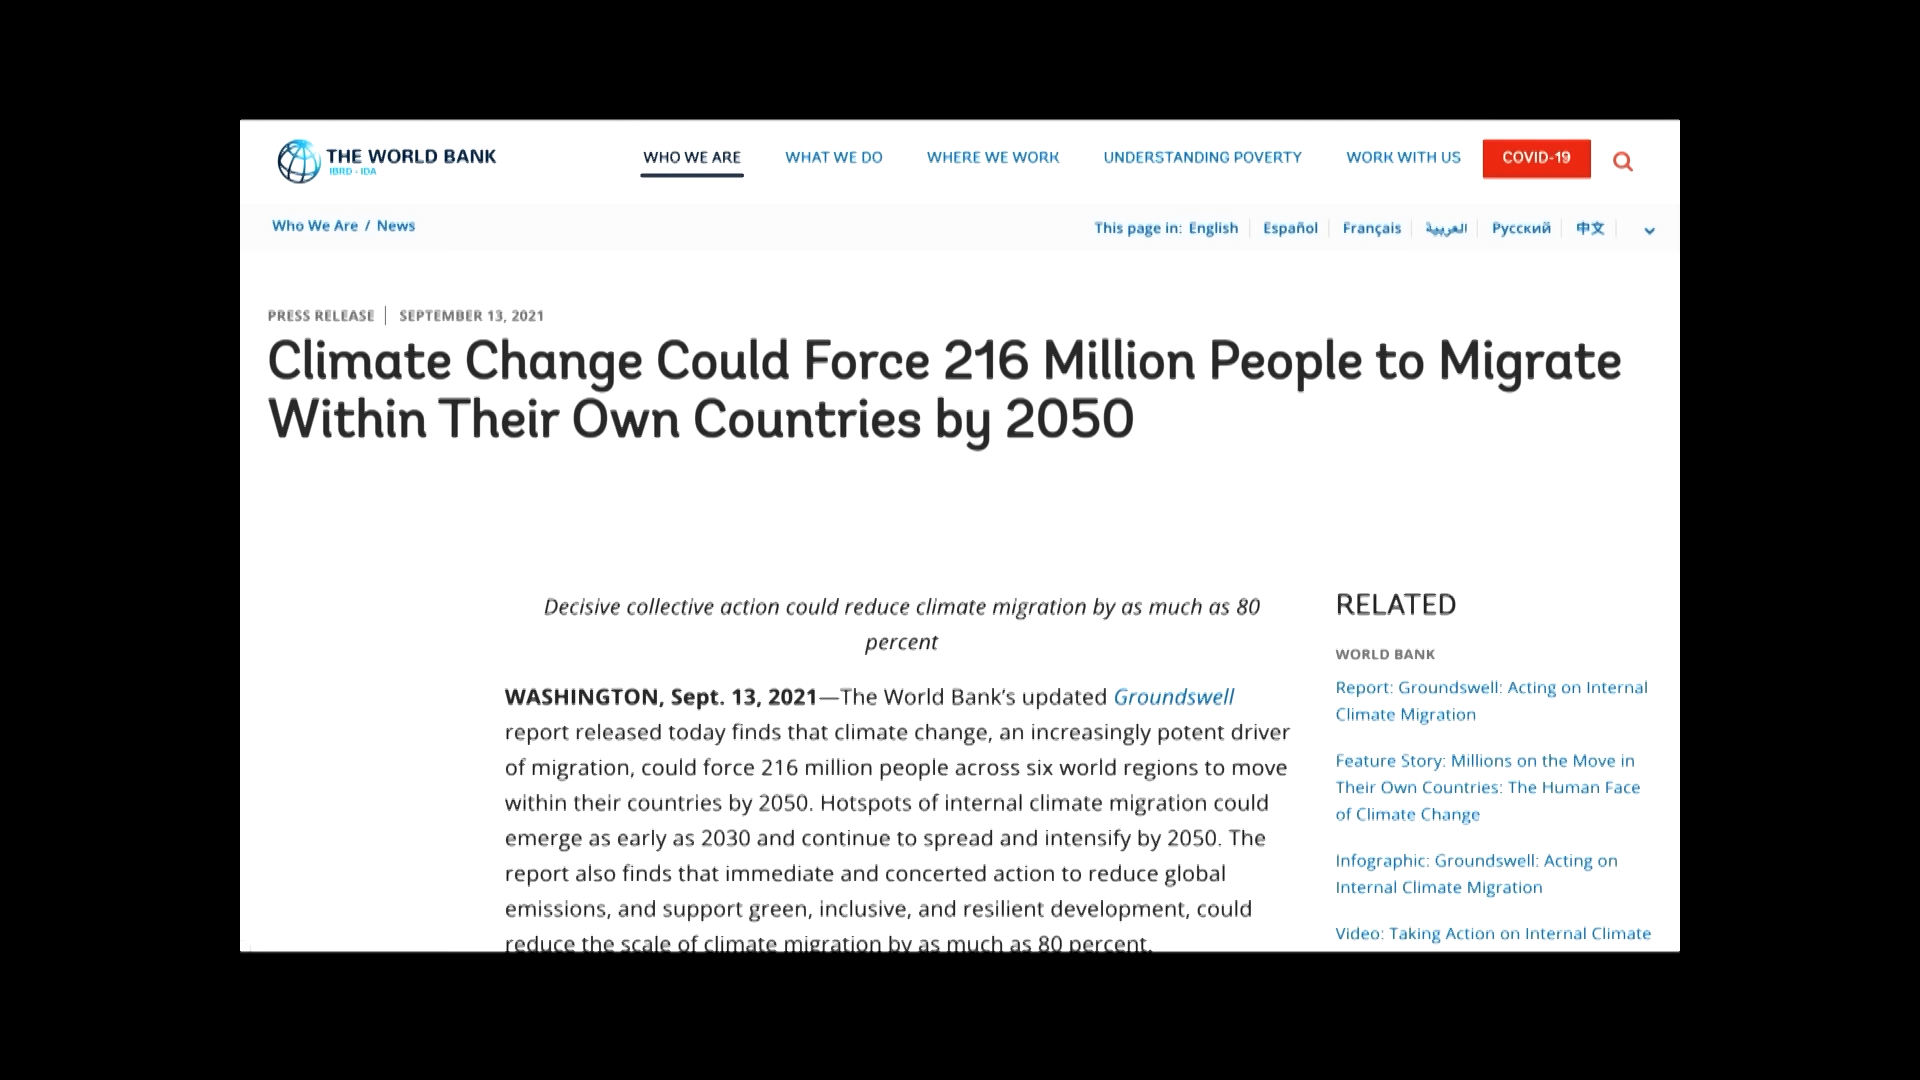 THE WORLD BANK
IBRD • IDA
WHO WE ARE
WHAT WE DO
WHERE WE WORK
UNDERSTANDING POVERTY
WORK WITH US
COVID-19
Who We Are / News
This page in: English Español Français العربية Русский 中文
PRESS RELEASE SEPTEMBER 13, 2021
Climate Change Could Force 216 Million People to Migrate
Within Their Own Countries by 2050
Decisive collective action could reduce climate migration by as much as 80
percent
WASHINGTON, Sept. 13, 2021—The World Bank's updated Groundswell
report released today finds that climate change, an increasingly potent driver
of migration, could force 216 million people across six world regions to move
within their countries by 2050. Hotspots of internal climate migration could
emerge as early as 2030 and continue to spread and intensify by 2050. The
report also finds that immediate and concerted action to reduce global
emissions, and support green, inclusive, and resilient development, could
reduce the scale of climate migration by as much as 80 percent.
RELATED
WORLD BANK
Report: Groundswell: Acting on Internal
Climate Migration
Feature Story: Millions on the Move in
Their Own Countries: The Human Face
of Climate Change
Infographic: Groundswell: Acting on
Internal Climate Migration
Video: Taking Action on Internal Climate